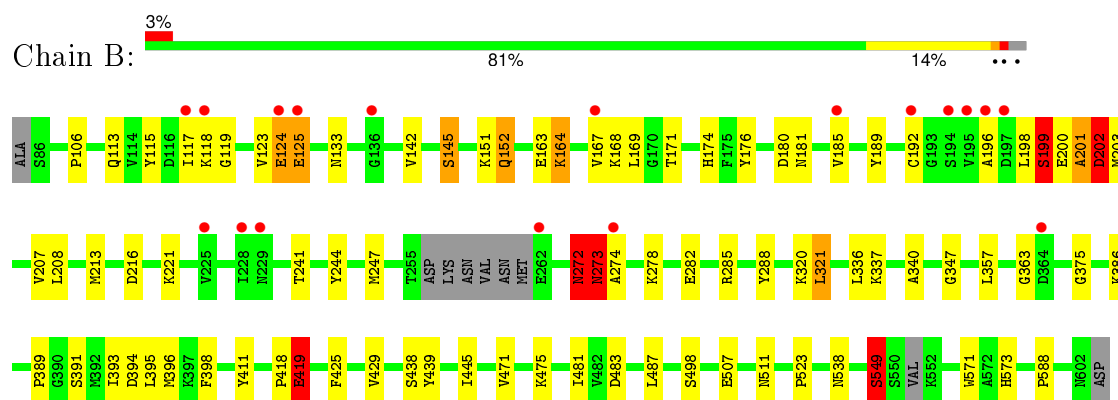 3%
Chain B:
81% 14% •• •
ALA S86 P106 Q113 V114 Y115 D116 I117 K118 G119 V123 E124 E125 N133 G136 V142 S145 K151 Q152 E163 K164 V167 K168 L169 G170 T171 H174 F175 Y176 D180 N181 V185 Y189 C192 G193 S194 V195 A196 D197 L198 S199 E200 A201 D202 M203
V207 L208 M213 D216 K221 V225 I228 N229 T241 Y244 M247 T255 ASP LYS ASN VAL ASN MET E262 N272 N273 A274 K278 E282 R285 Y288 K320 L321 L336 K337 A340 G347 L357 G363 D364 G375 K386
P389 G390 S391 M392 I393 D394 L395 M396 K397 F398 Y411 P418 E419 F425 V429 S438 Y439 I445 V471 K475 I481 V482 D483 L487 S498 E507 N511 P523 N538 S549 S550 VAL K552 W571 A572 H573 P588 N602 ASP